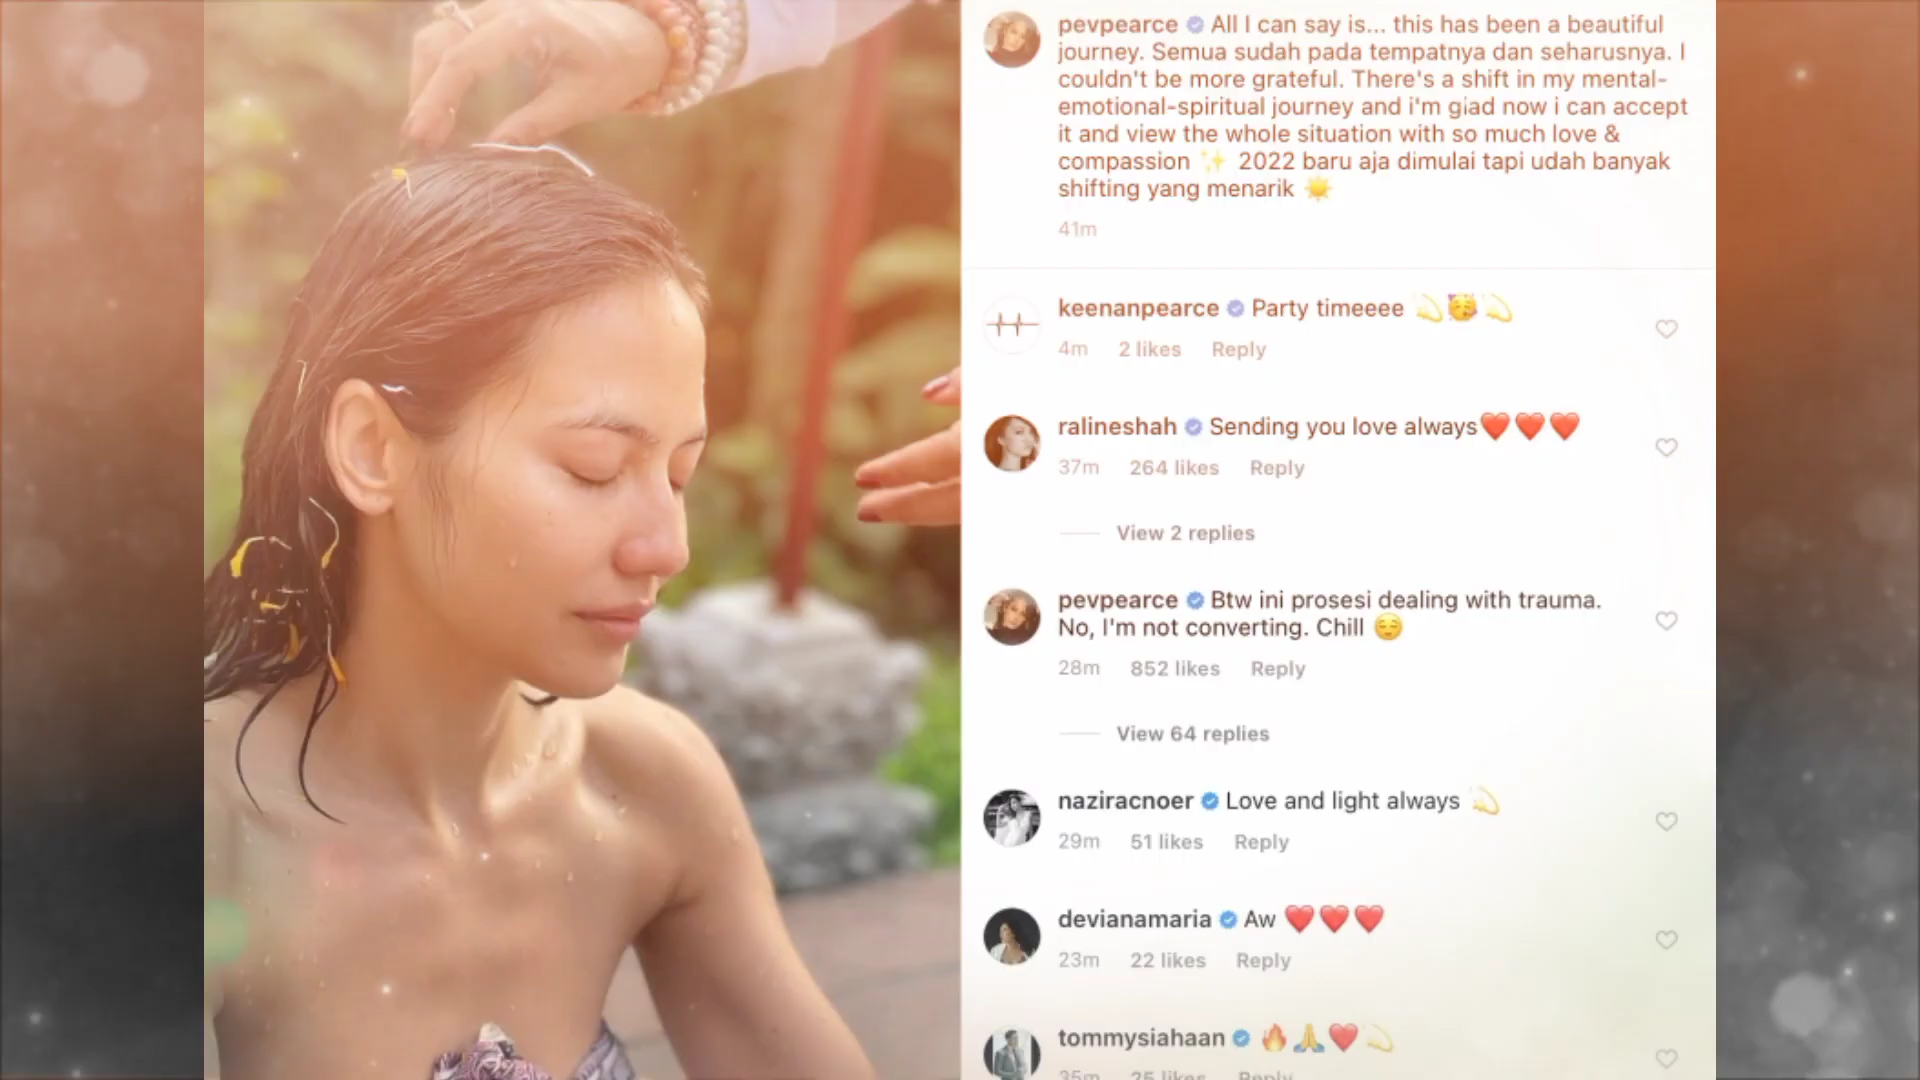 pevpearce All I can say is... this has been a beautiful
journey. Semua sudah pada tempatnya dan seharusnya. I
couldn't be more grateful. There's a shift in my mental-
emotional-spiritual journey and i'm glad now i can accept
it and view the whole situation with so much love &
compassion ✨ 2022 baru aja dimulai tapi udah banyak
shifting yang menarik ☀️
41m
keenanpearce Party timeeee 💫🥳💫
4m 2 likes Reply
ralineshah Sending you love always❤️❤️❤️
37m 264 likes Reply
View 2 replies
pevpearce Btw ini prosesi dealing with trauma.
No, I'm not converting. Chill 😌
28m 852 likes Reply
View 64 replies
naziracnoer Love and light always 💫
29m 51 likes Reply
devianamaria Aw ❤️❤️❤️
23m 22 likes Reply
tommysiahaan 🔥🙏❤️💫
35m 25 likes Reply